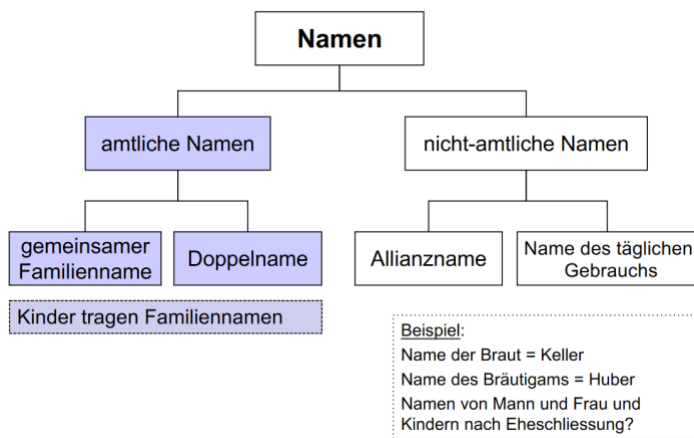 Namen
amtliche Namen
nicht-amtliche Namen
gemeinsamer
Familienname
Doppelname
Allianzname
Name des täglichen
Gebrauchs
Kinder tragen Familiennamen
Beispiel:
Name der Braut = Keller
Name des Bräutigams = Huber
Namen von Mann und Frau und
Kindern nach Eheschliessung?